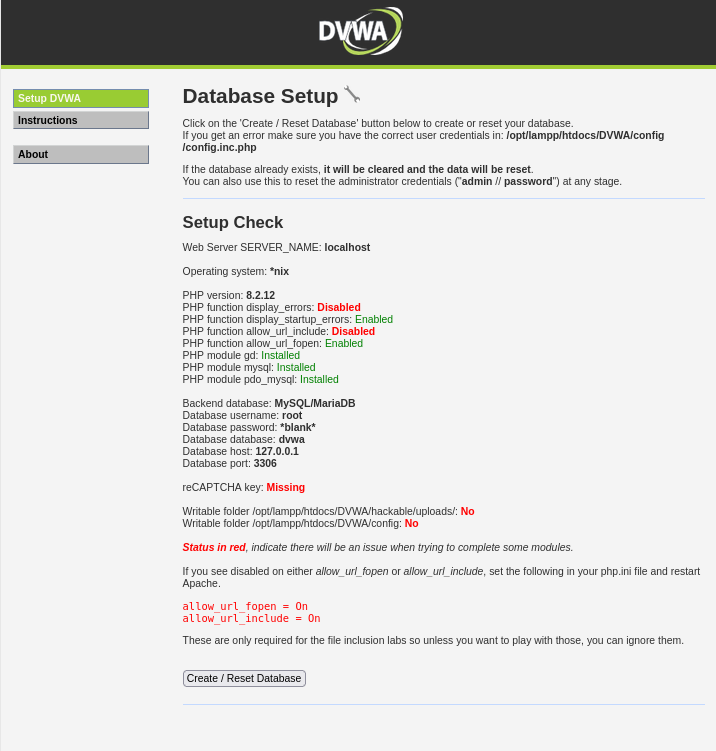 DVWA
Setup DVWA
Instructions
About
Database Setup
Click on the 'Create / Reset Database' button below to create or reset your database.
If you get an error make sure you have the correct user credentials in: /opt/lampp/htdocs/DVWA/config
/config.inc.php
If the database already exists, it will be cleared and the data will be reset.
You can also use this to reset the administrator credentials ("admin // password") at any stage.
Setup Check
Web Server SERVER_NAME: localhost
Operating system: *nix
PHP version: 8.2.12
PHP function display_errors: Disabled
PHP function display_startup_errors: Enabled
PHP function allow_url_include: Disabled
PHP function allow_url_fopen: Enabled
PHP module gd: Installed
PHP module mysql: Installed
PHP module pdo_mysql: Installed
Backend database: MySQL/MariaDB
Database username: root
Database password: *blank*
Database database: dvwa
Database host: 127.0.0.1
Database port: 3306
reCAPTCHA key: Missing
Writable folder /opt/lampp/htdocs/DVWA/hackable/uploads/: No
Writable folder /opt/lampp/htdocs/DVWA/config: No
Status in red, indicate there will be an issue when trying to complete some modules.
If you see disabled on either allow_url_fopen or allow_url_include, set the following in your php.ini file and restart
Apache.
allow_url_fopen = On
allow_url_include = On
These are only required for the file inclusion labs so unless you want to play with those, you can ignore them.
Create / Reset Database